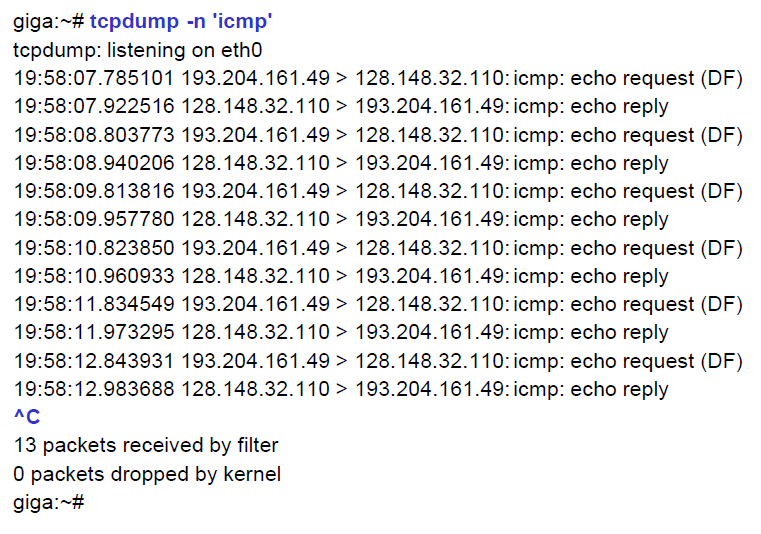 giga:~# tcpdump -n 'icmp'
tcpdump: listening on eth0
19:58:07.785101 193.204.161.49 > 128.148.32.110: icmp: echo request (DF)
19:58:07.922516 128.148.32.110 > 193.204.161.49: icmp: echo reply
19:58:08.803773 193.204.161.49 > 128.148.32.110: icmp: echo request (DF)
19:58:08.940206 128.148.32.110 > 193.204.161.49: icmp: echo reply
19:58:09.813816 193.204.161.49 > 128.148.32.110: icmp: echo request (DF)
19:58:09.957780 128.148.32.110 > 193.204.161.49: icmp: echo reply
19:58:10.823850 193.204.161.49 > 128.148.32.110: icmp: echo request (DF)
19:58:10.960933 128.148.32.110 > 193.204.161.49: icmp: echo reply
19:58:11.834549 193.204.161.49 > 128.148.32.110: icmp: echo request (DF)
19:58:11.973295 128.148.32.110 > 193.204.161.49: icmp: echo reply
19:58:12.843931 193.204.161.49 > 128.148.32.110: icmp: echo request (DF)
19:58:12.983688 128.148.32.110 > 193.204.161.49: icmp: echo reply
^C
13 packets received by filter
0 packets dropped by kernel
giga:~#